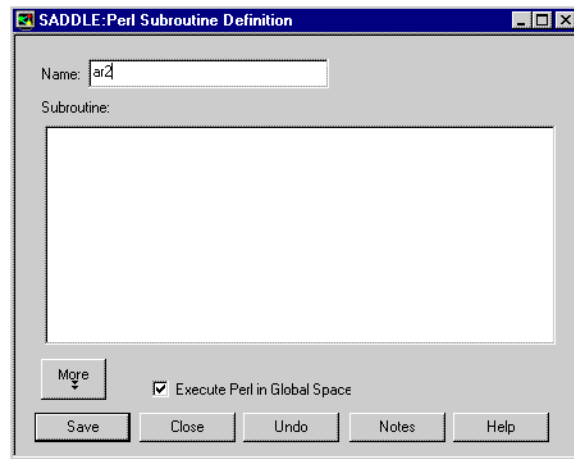 SADDLE:Perl Subroutine Definition
Name: ar2
Subroutine:
More
Execute Perl in Global Space
Save Close Undo Notes Help